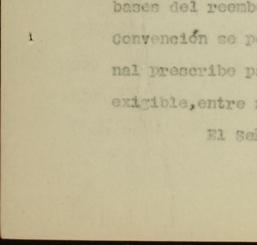 bases del reemb
Convención se p
nal prescribe p
exigible, entre
El Se